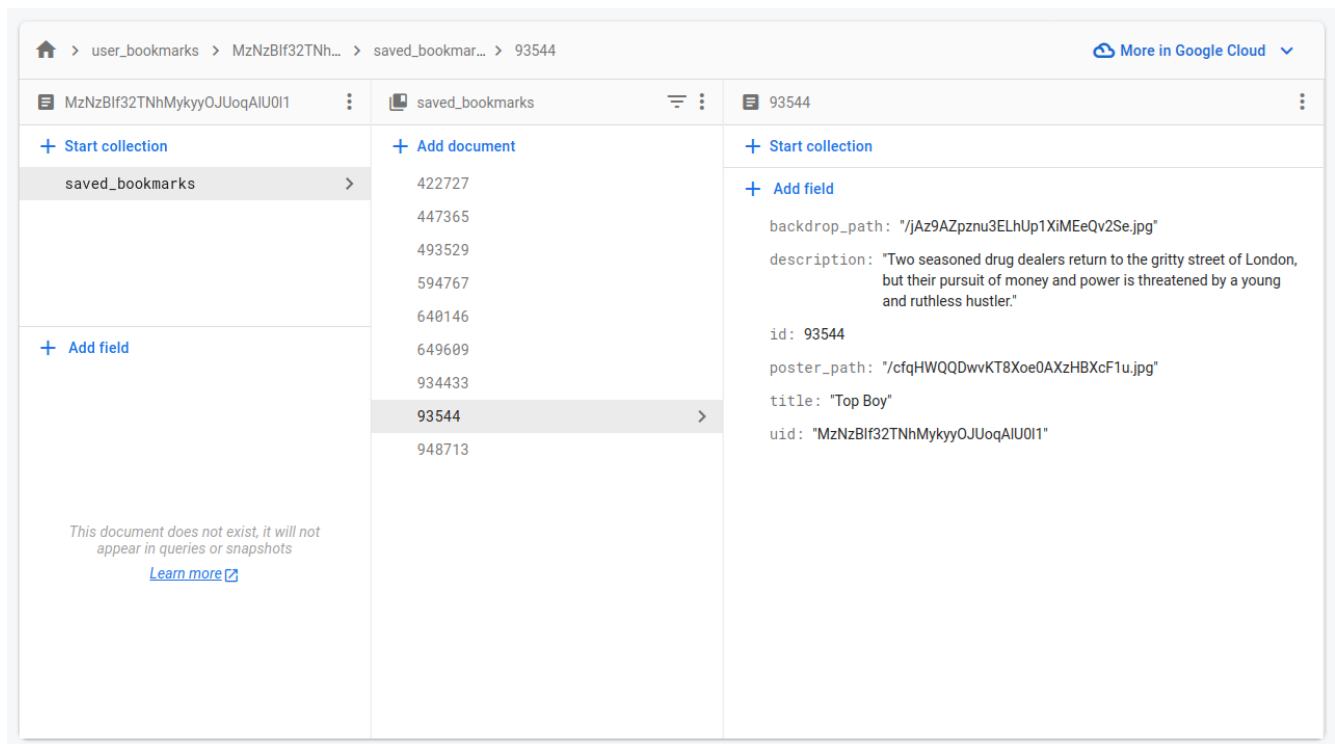 user_bookmarks > MzNzBIf32TNh... > saved_bookmar... > 93544
More in Google Cloud
MzNzBIf32TNhMykyyOJUoqAlU0I1
saved_bookmarks
93544
+ Start collection
saved_bookmarks
+ Add field
This document does not exist, it will not
appear in queries or snapshots
Learn more
+ Add document
422727
447365
493529
594767
640146
649609
934433
93544
948713
+ Start collection
+ Add field
backdrop_path: "/jAz9AZpznu3ELhUp1XiMEeQv2Se.jpg"
description: "Two seasoned drug dealers return to the gritty street of London,
but their pursuit of money and power is threatened by a young
and ruthless hustler."
id: 93544
poster_path: "/cfqHWQQDwvKT8Xoe0AXzHBXcF1u.jpg"
title: "Top Boy"
uid: "MzNzBIf32TNhMykyyOJUoqAlU0I1"